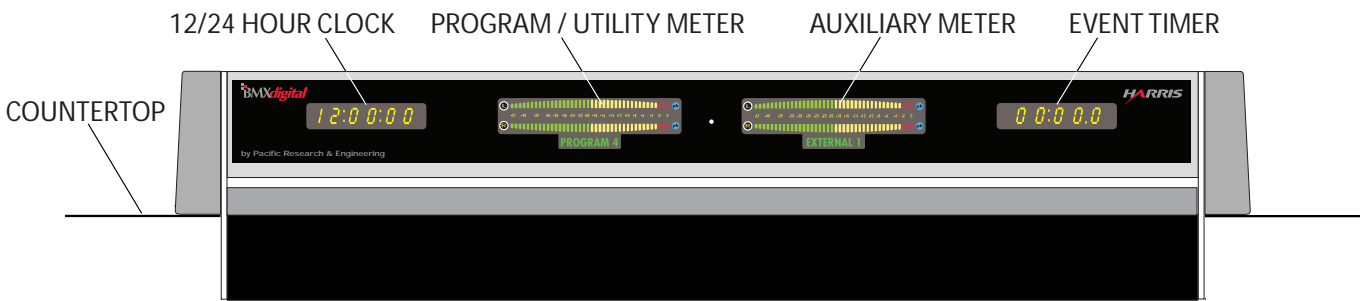 12/24 HOUR CLOCK
PROGRAM / UTILITY METER
AUXILIARY METER
EVENT TIMER
COUNTERTOP
BMXdigital
HARRIS
12:00:00
00:00.0
PROGRAM 4
EXTERNAL 1
by Pacific Research & Engineering